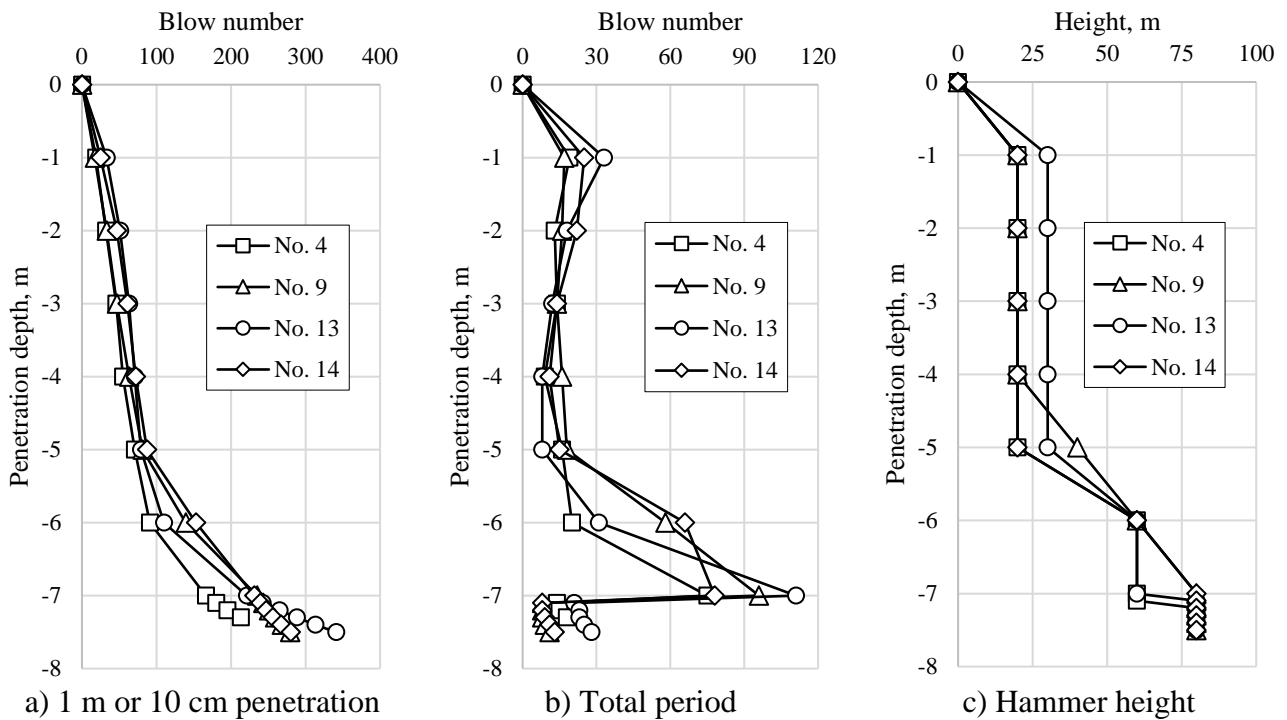 Blow number
0 100 200 300 400
0
-1
-2
-3
-4
-5
-6
-7
-8
Penetration depth, m
No. 4
No. 9
No. 13
No. 14
a) 1 m or 10 cm penetration
Blow number
0 30 60 90 120
0
-1
-2
-3
-4
-5
-6
-7
-8
Penetration depth, m
No. 4
No. 9
No. 13
No. 14
b) Total period
Height, m
0 50 100
0
-1
-2
-3
-4
-5
-6
-7
-8
Penetration depth, m
No. 4
No. 9
No. 13
No. 14
c) Hammer height